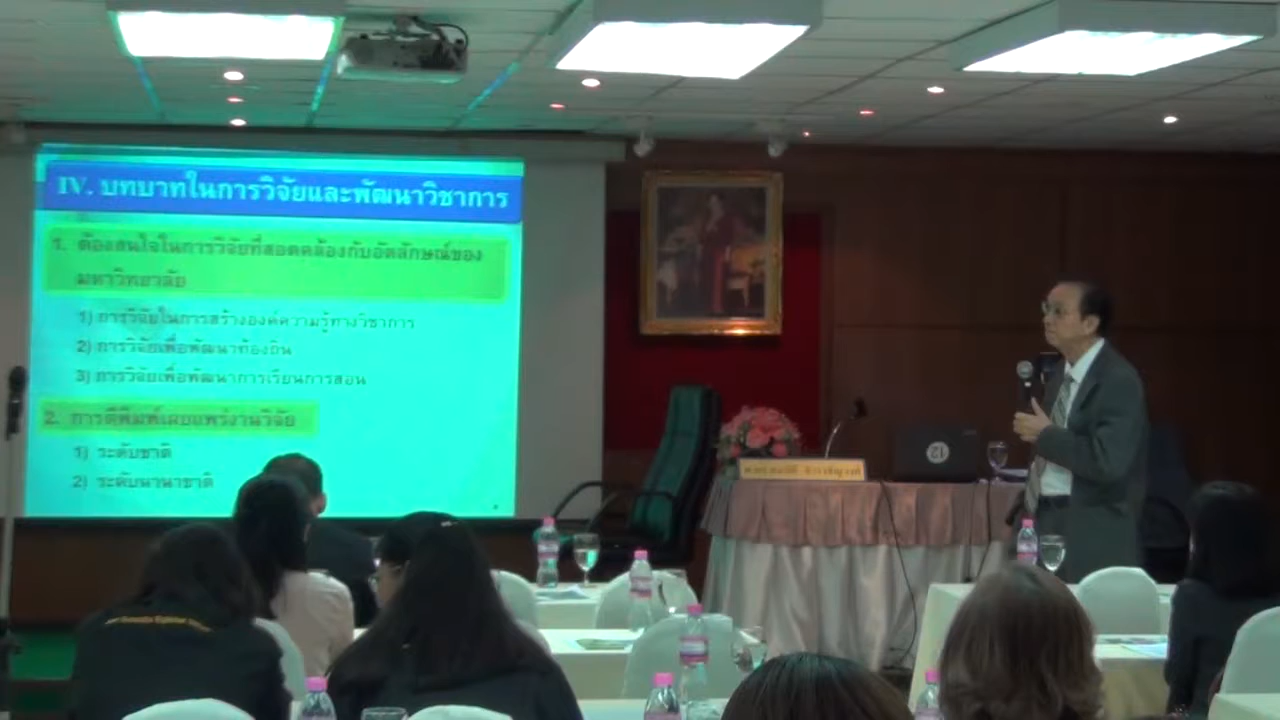 IV. บทบาทในการวิจัยและพัฒนาวิชาการ
1. ต้องสนใจในการวิจัยที่สอดคล้องกับอัตลักษณ์ของ
มหาวิทยาลัย
1) การวิจัยในการสร้างองค์ความรู้ทางวิชาการ
2) การวิจัยเพื่อพัฒนาท้องถิ่น
3) การวิจัยเพื่อพัฒนาการเรียนการสอน
2. การตีพิมพ์เผยแพร่งานวิจัย
1) ระดับชาติ
2) ระดับนานาชาติ
12